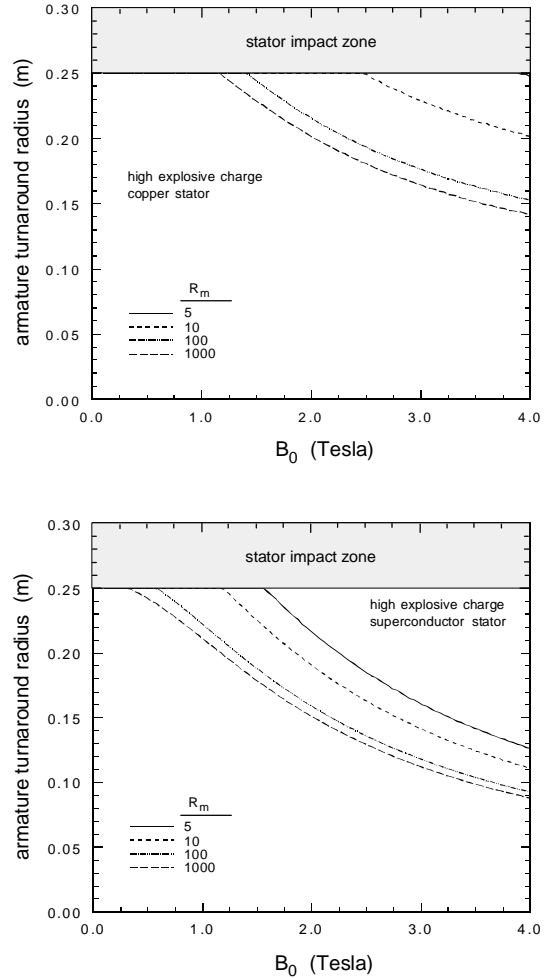 0.30
stator impact zone
0.25
0.20
high explosive charge
copper stator
0.15
0.10
R_m
5
10
0.05
100
1000
0.00
0.0
1.0
2.0
3.0
4.0
armature turnaround radius (m)
B_0 (Tesla)
0.30
stator impact zone
0.25
high explosive charge
superconductor stator
0.20
0.15
0.10
R_m
5
10
0.05
100
1000
0.00
0.0
1.0
2.0
3.0
4.0
armature turnaround radius (m)
B_0 (Tesla)